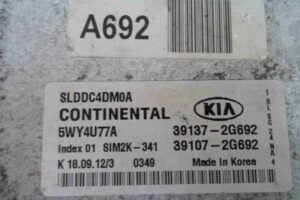 A692
SLDDC4DM0A
CONTINENTAL KIA
5WY4U77A 39137-2G692
Index 01 SIM2K-341 39107-2G692
K 18.09.12/3 0349 Made in Korea